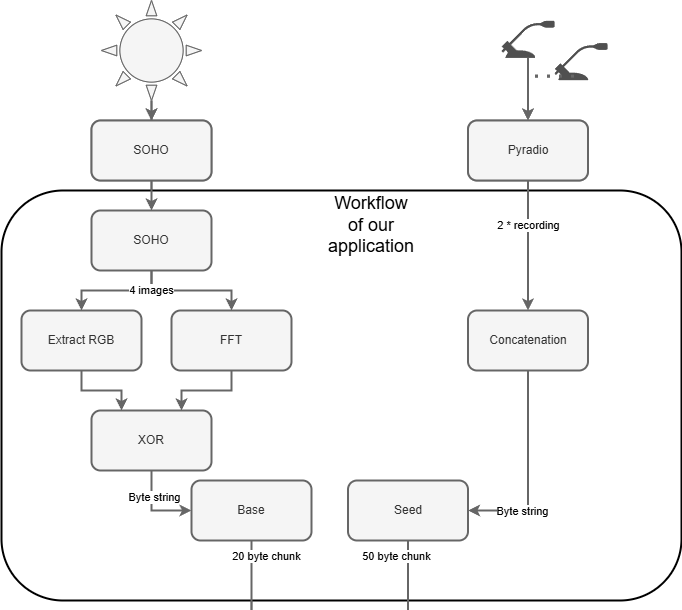 SOHO
Pyradio
Workflow
of our
application
2 * recording
SOHO
4 images
Extract RGB
FFT
Concatenation
XOR
Byte string
Base
Seed
Byte string
20 byte chunk
50 byte chunk